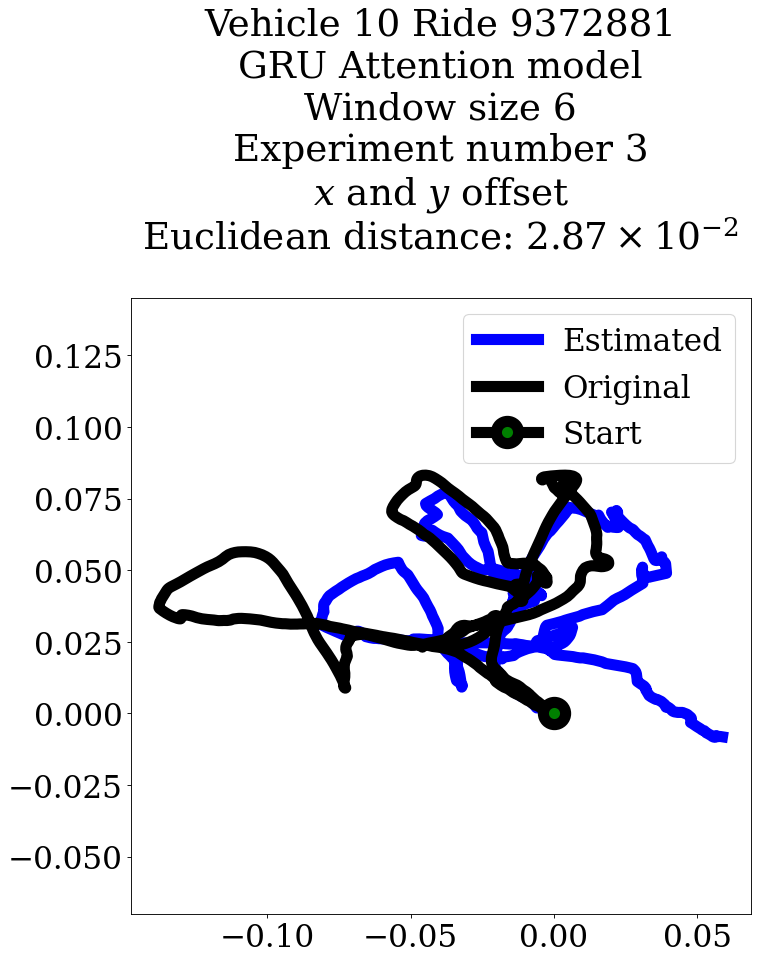 Vehicle 10 Ride 9372881
GRU Attention model
Window size 6
Experiment number 3
x and y offset
Euclidean distance: 2.87 × 10⁻²
Estimated
Original
Start
0.125
0.100
0.075
0.050
0.025
0.000
−0.025
−0.050
−0.10 −0.05 0.00 0.05